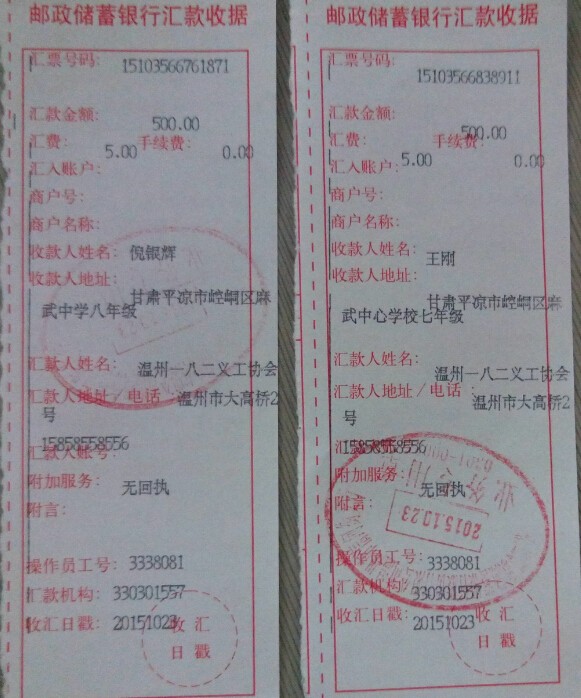 邮政储蓄银行汇款收据
汇票号码: 15103566761871
汇款金额: 500.00
汇费: 5.00 手续费: 0.00
汇入账户:
商户号:
商户名称:
收款人姓名: 倪银辉
收款人地址: 甘肃平凉市崆峒区麻
武中学八年级
汇款人姓名: 温州一八二义工协会
汇款人地址/电话: 温州市大高桥2
号
15858558556
汇款人账号:
附加服务: 无回执
附言:
操作员工号: 3338081
汇款机构: 330301557
收汇日戳: 20151023
收汇
日戳
邮政储蓄银行汇款收据
汇票号码: 15103566838911
汇款金额: 500.00
汇费: 5.00 手续费: 0.00
汇入账户:
商户号:
商户名称:
收款人姓名: 王刚
收款人地址: 甘肃平凉市崆峒区麻
武中心学校七年级
汇款人姓名: 温州一八二义工协会
汇款人地址/电话: 温州市大高桥2
号
15858558556
附加服务: 无回执
附言:
业务专用
2015.10.23
操作员工号: 3338081
汇款机构: 330301557
收汇日戳: 20151023
收汇
日戳